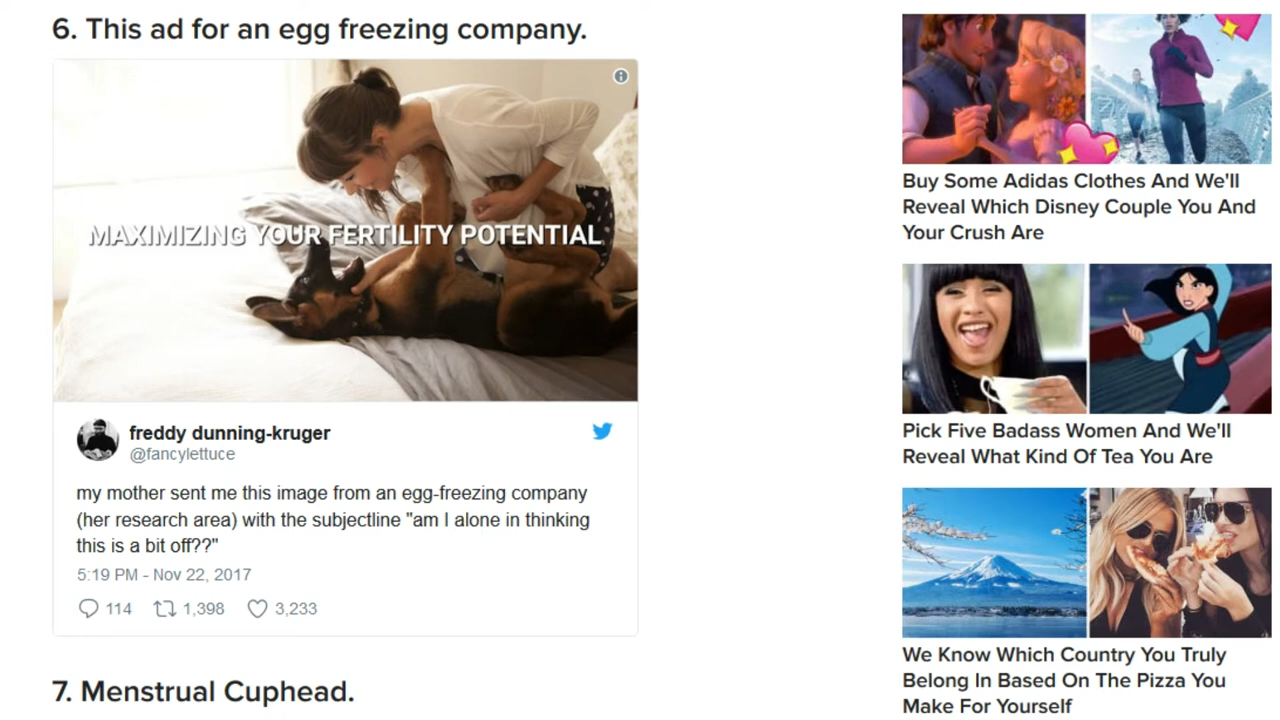 6. This ad for an egg freezing company.
MAXIMIZING YOUR FERTILITY POTENTIAL
freddy dunning-kruger
@fancylettuce
my mother sent me this image from an egg-freezing company
(her research area) with the subjectline "am I alone in thinking
this is a bit off??"
5:19 PM - Nov 22, 2017
114 1,398 3,233
7. Menstrual Cuphead.
Buy Some Adidas Clothes And We'll
Reveal Which Disney Couple You And
Your Crush Are
Pick Five Badass Women And We'll
Reveal What Kind Of Tea You Are
We Know Which Country You Truly
Belong In Based On The Pizza You
Make For Yourself